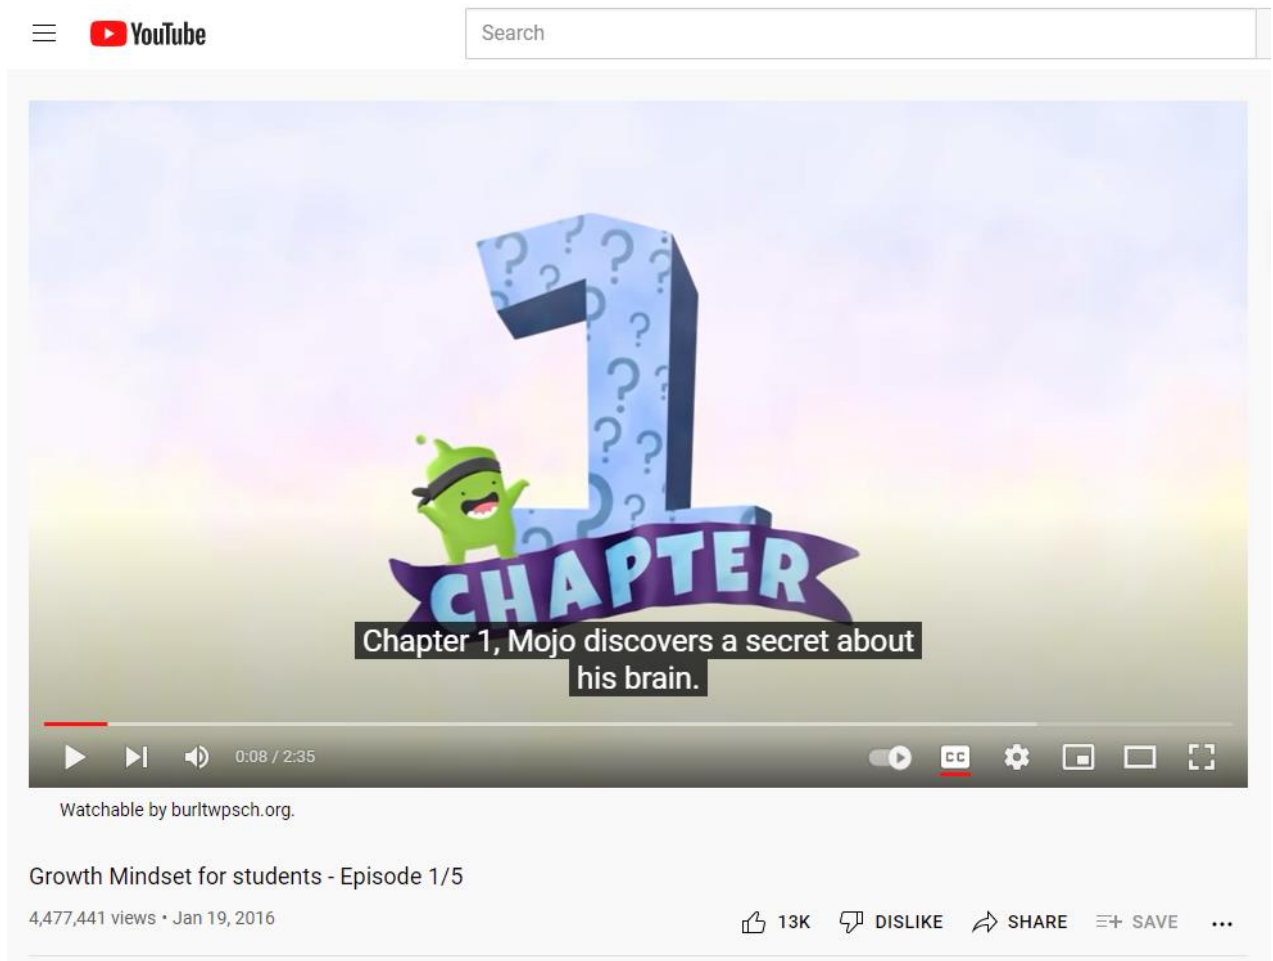 YouTube
Search
1
CHAPTER
Chapter 1, Mojo discovers a secret about
his brain.
0:08 / 2:35
CC
Watchable by burltwpsch.org.
Growth Mindset for students - Episode 1/5
4,477,441 views • Jan 19, 2016
13K DISLIKE SHARE SAVE